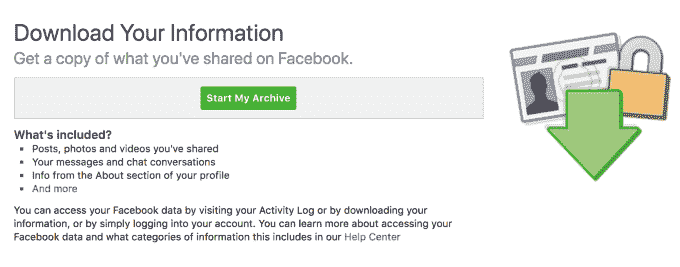 Download Your Information
Get a copy of what you've shared on Facebook.
Start My Archive
What's included?
Posts, photos and videos you've shared
Your messages and chat conversations
Info from the About section of your profile
And more
You can access your Facebook data by visiting your Activity Log or by downloading your
information, or by simply logging into your account. You can learn more about accessing your
Facebook data and what categories of information this includes in our Help Center